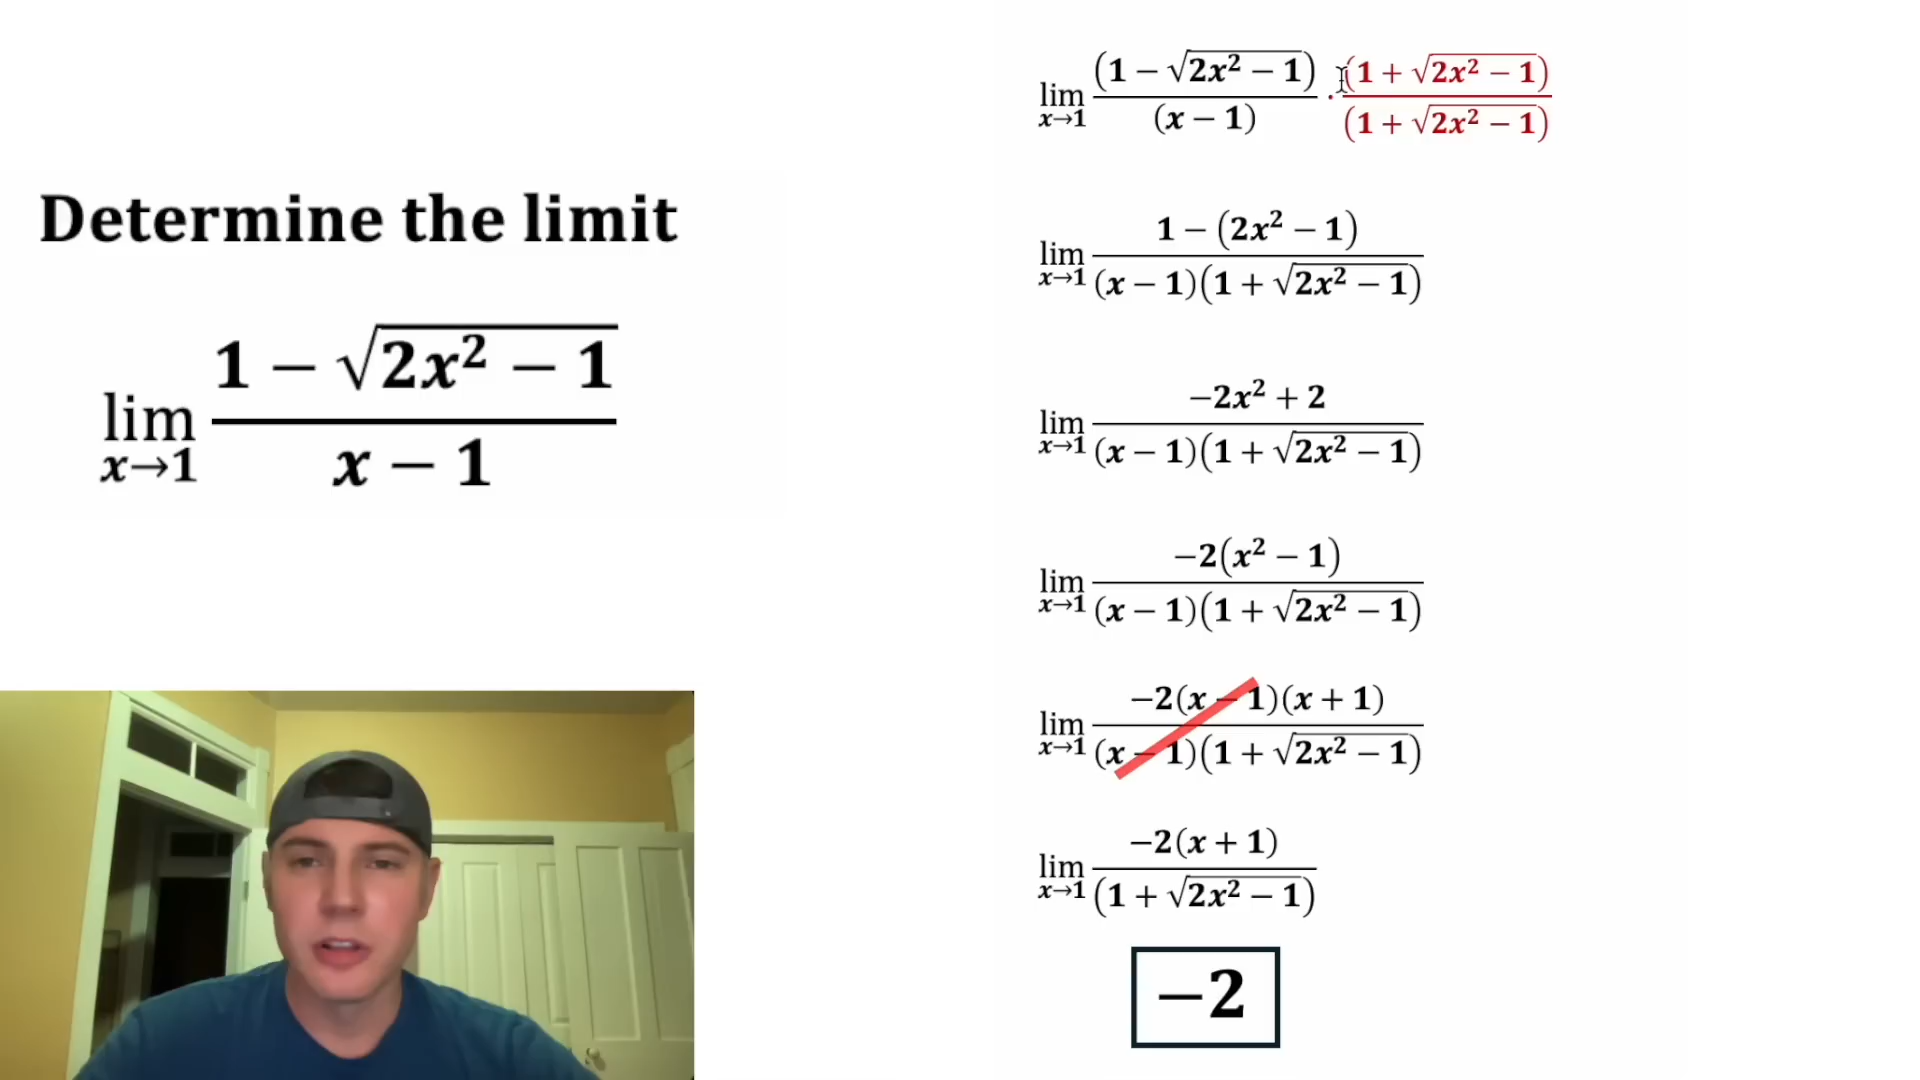 Determine the limit
lim x→1 (1 − √(2x² − 1)) / (x − 1)
lim x→1 (1 − √(2x² − 1)) / (x − 1) · (1 + √(2x² − 1)) / (1 + √(2x² − 1))
lim x→1 (1 − (2x² − 1)) / ((x − 1)(1 + √(2x² − 1)))
lim x→1 (−2x² + 2) / ((x − 1)(1 + √(2x² − 1)))
lim x→1 (−2(x² − 1)) / ((x − 1)(1 + √(2x² − 1)))
lim x→1 (−2(x − 1)(x + 1)) / ((x − 1)(1 + √(2x² − 1)))
lim x→1 (−2(x + 1)) / (1 + √(2x² − 1))
−2